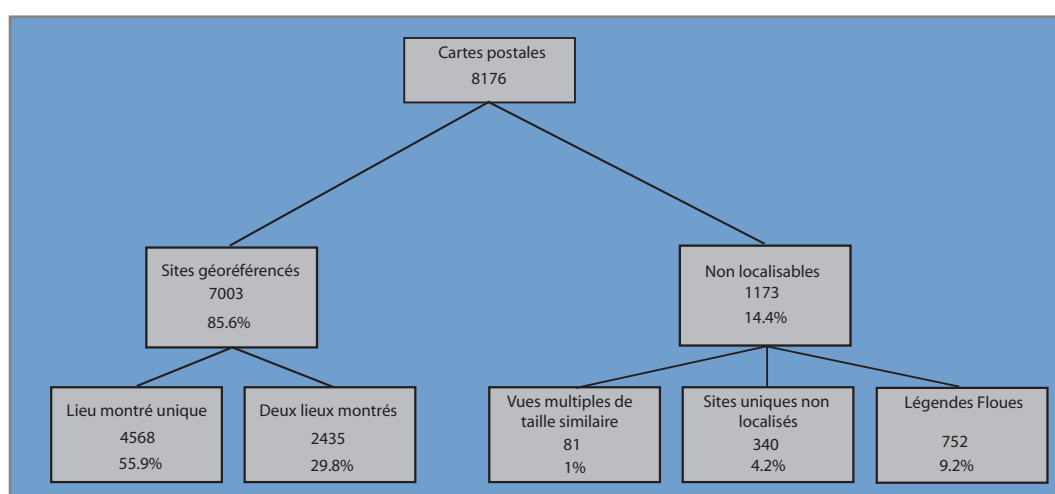 Cartes postales
8176
Sites géoréférencés
7003
85.6%
Non localisables
1173
14.4%
Lieu montré unique
4568
55.9%
Deux lieux montrés
2435
29.8%
Vues multiples de
taille similaire
81
1%
Sites uniques non
localisés
340
4.2%
Légendes Floues
752
9.2%